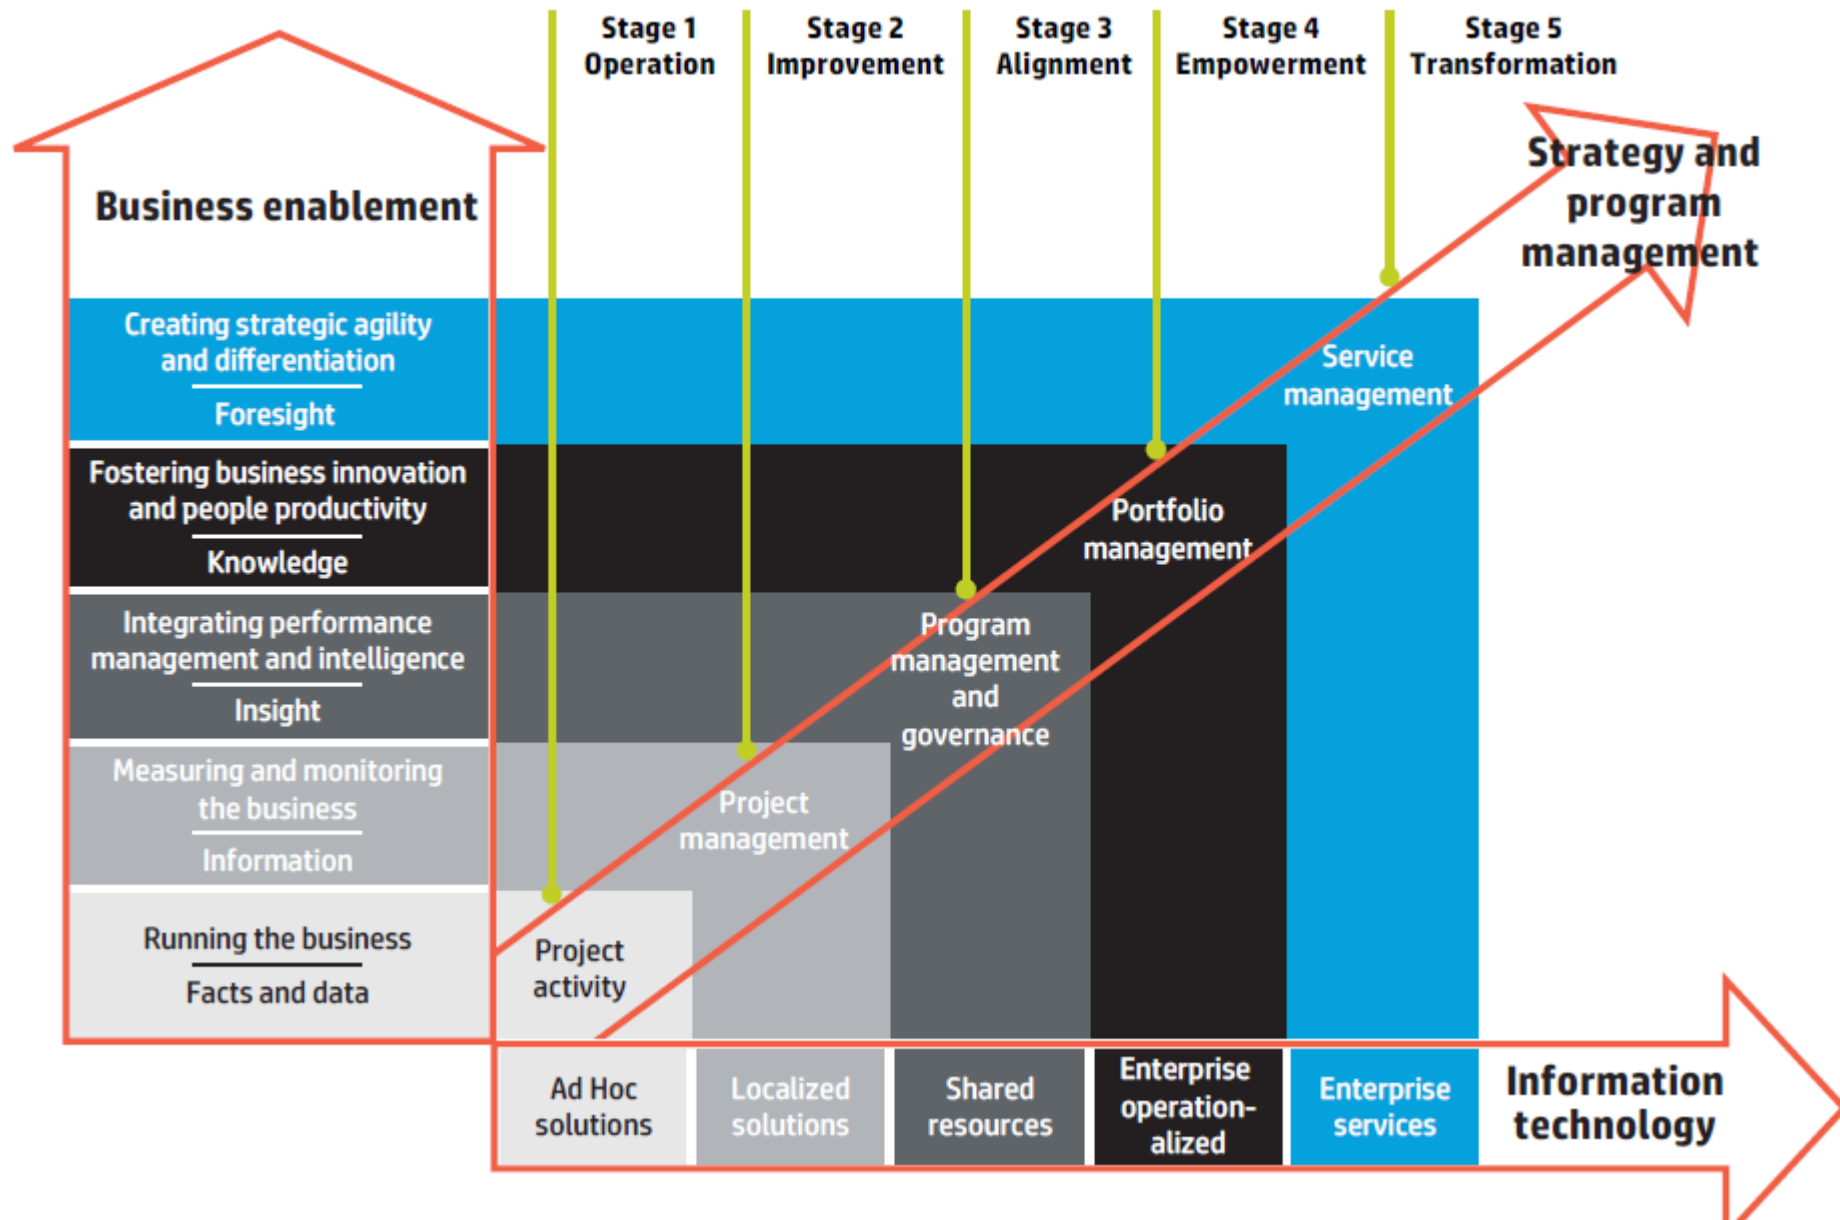 Stage 1
Operation
Stage 2
Improvement
Stage 3
Alignment
Stage 4
Empowerment
Stage 5
Transformation
Strategy and
program
management
Business enablement
Creating strategic agility
and differentiation
Foresight
Service
management
Fostering business innovation
and people productivity
Knowledge
Portfolio
management
Integrating performance
management and intelligence
Insight
Program
management
and
governance
Measuring and monitoring
the business
Information
Project
management
Running the business
Facts and data
Project
activity
Ad Hoc
solutions
Localized
solutions
Shared
resources
Enterprise
operation-
alized
Enterprise
services
Information
technology